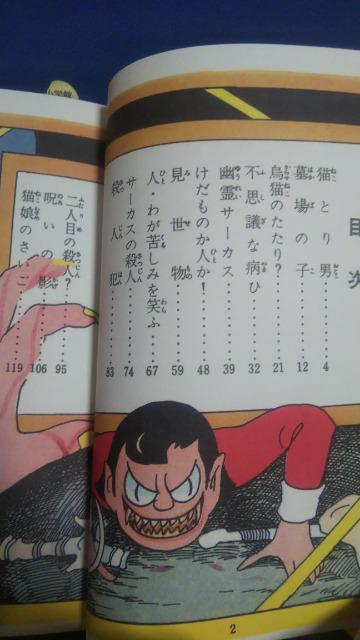 目次
猫とり男……4
墓場の子……12
烏猫のたたり?……21
不思議な病ひ……32
幽霊サーカス……39
けだものか人か!……48
見世物……59
人・わが苦しみを笑ふ……67
サーカスの殺人……74
殺人犯……83
二人目の殺人?……95
呪いの影……106
猫娘のさいご……119
2